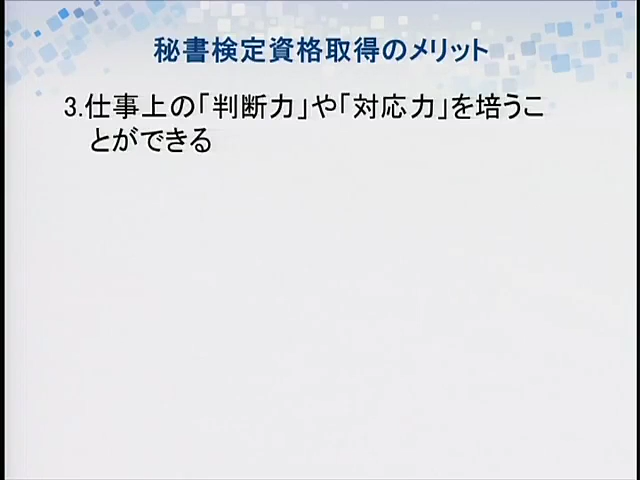 秘書検定資格取得のメリット
3.仕事上の｢判断力｣や｢対応力｣を培うこ
とができる